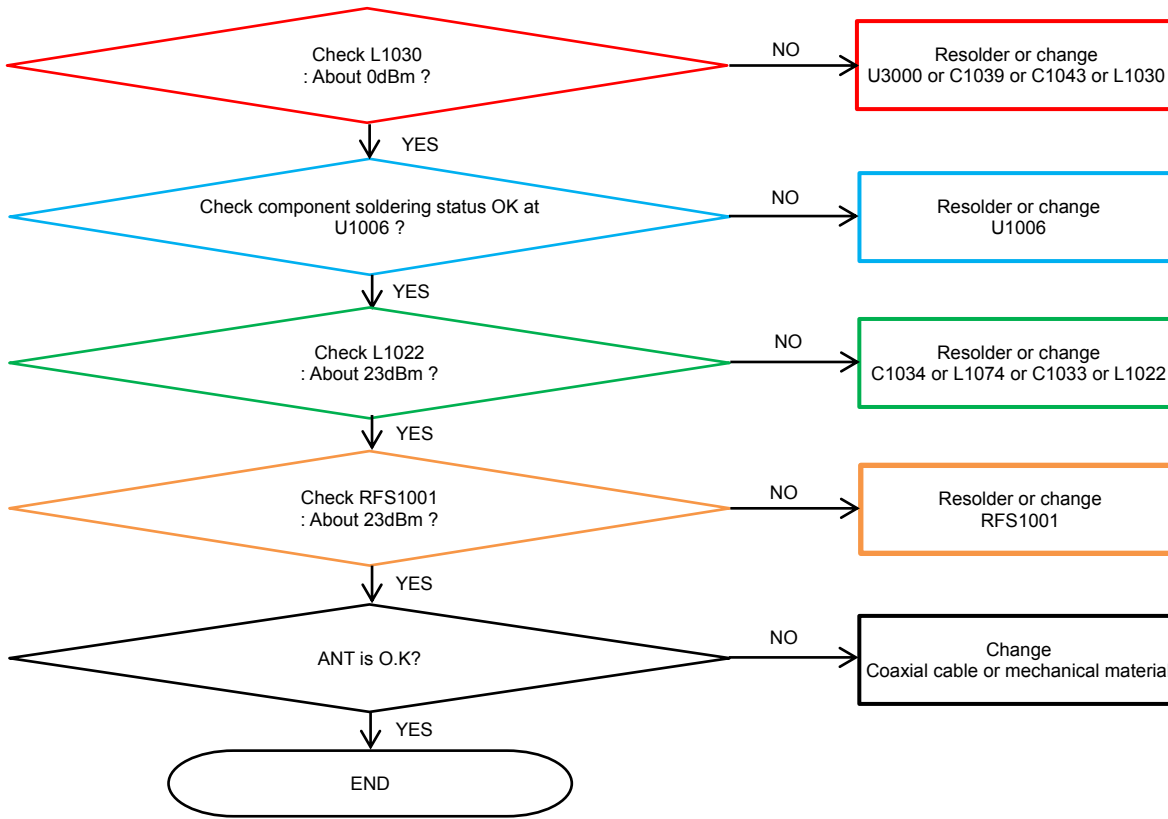 Check L1030
: About 0dBm ?
NO
Resolder or change
U3000 or C1039 or C1043 or L1030
YES
Check component soldering status OK at
U1006 ?
NO
Resolder or change
U1006
YES
Check L1022
: About 23dBm ?
NO
Resolder or change
C1034 or L1074 or C1033 or L1022
YES
Check RFS1001
: About 23dBm ?
NO
Resolder or change
RFS1001
YES
ANT is O.K?
NO
Change
Coaxial cable or mechanical material
YES
END